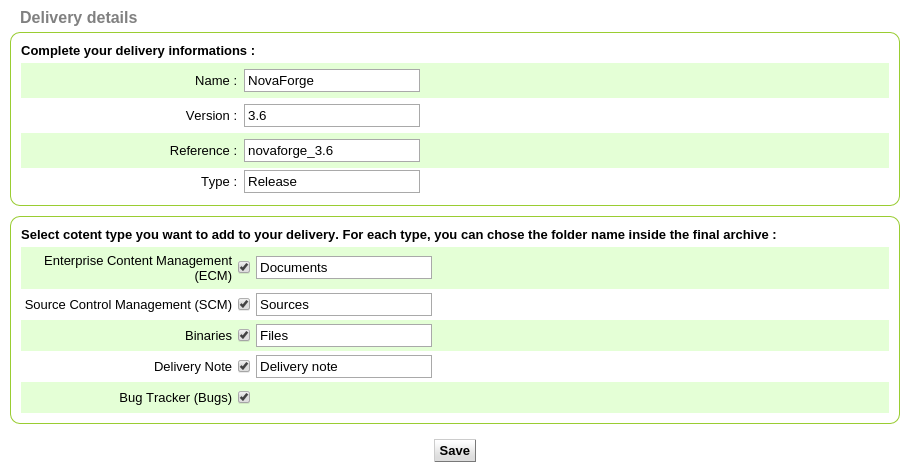 Delivery details
Complete your delivery informations :
Name : NovaForge
Version : 3.6
Reference : novaforge_3.6
Type : Release
Select cotent type you want to add to your delivery. For each type, you can chose the folder name inside the final archive :
Enterprise Content Management
(ECM) Documents
Source Control Management (SCM) Sources
Binaries Files
Delivery Note Delivery note
Bug Tracker (Bugs)
Save